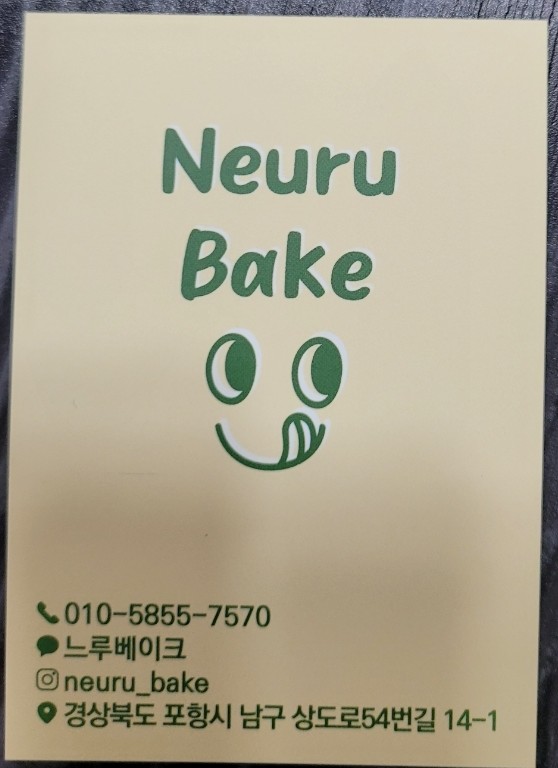 Neuru
Bake
010-5855-7570
느루베이크
neuru_bake
경상북도 포항시 남구 상도로54번길 14-1